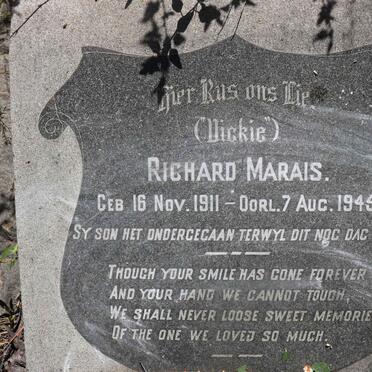 Hier Rus ons Lie
("Dickie")
RICHARD MARAIS.
GEB 16 NOV. 1911 – OORL. 7 AUG. 1945
SY SON HET ONDERGEGAAN TERWYL DIT NOG DAG
THOUGH YOUR SMILE HAS GONE FOREVER
AND YOUR HAND WE CANNOT TOUCH,
WE SHALL NEVER LOOSE SWEET MEMORIE
OF THE ONE WE LOVED SO MUCH.